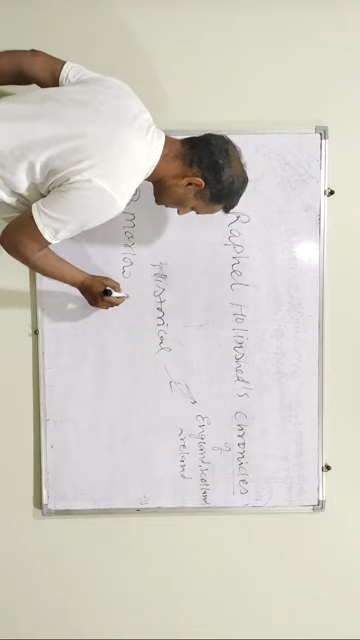 Raphel Holinshed's Chronicles
of
England, Scotland
Ireland
Historical
Marlow